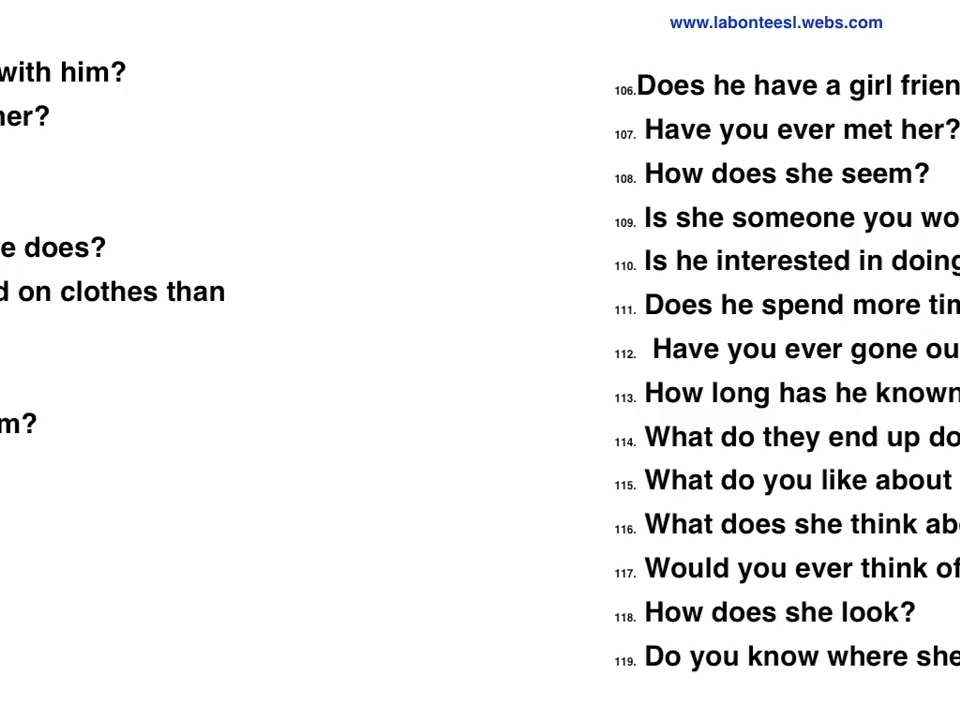 www.labonteesl.webs.com
with him?
her?
e does?
d on clothes than
m?
106.Does he have a girl frien
107. Have you ever met her?
108. How does she seem?
109. Is she someone you wo
110. Is he interested in doing
111. Does he spend more tim
112. Have you ever gone ou
113. How long has he known
114. What do they end up do
115. What do you like about
116. What does she think abo
117. Would you ever think of
118. How does she look?
119. Do you know where she